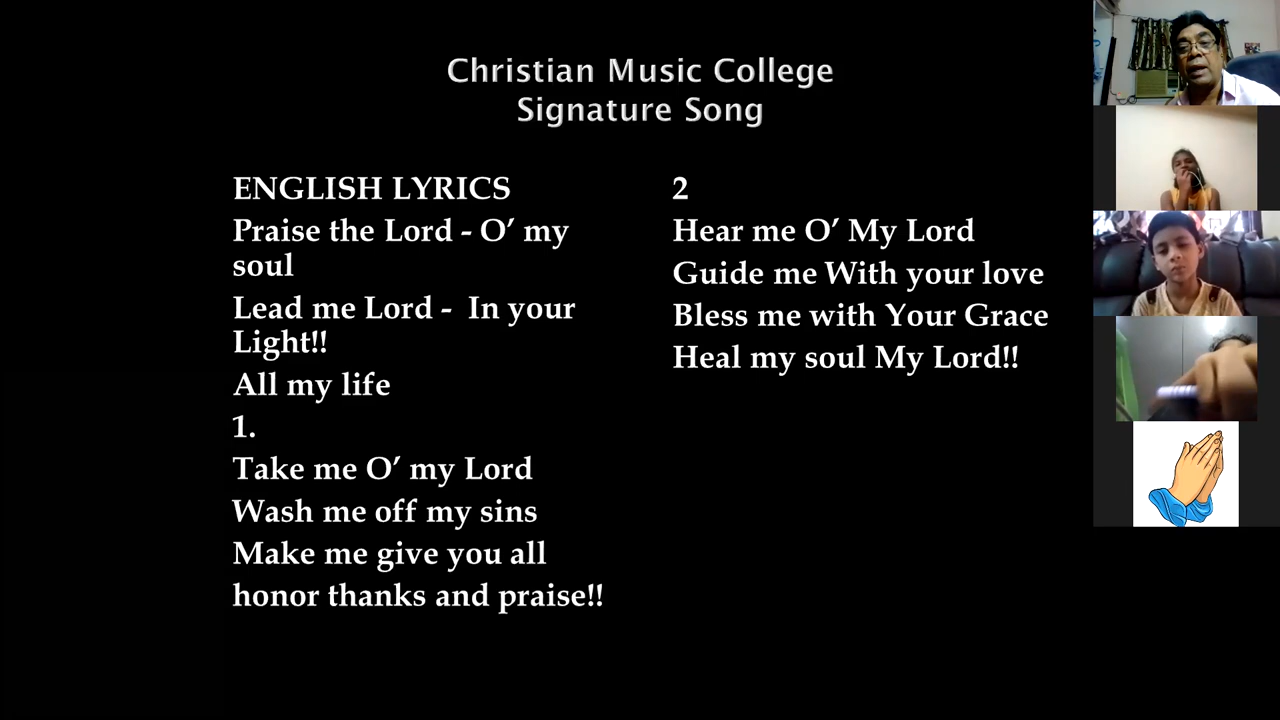 Christian Music College
Signature Song
ENGLISH LYRICS
Praise the Lord - O’ my
soul
Lead me Lord -  In your
Light!!
All my life
1.
Take me O’ my Lord
Wash me off my sins
Make me give you all
honor thanks and praise!!
2
Hear me O’ My Lord
Guide me With your love
Bless me with Your Grace
Heal my soul My Lord!!